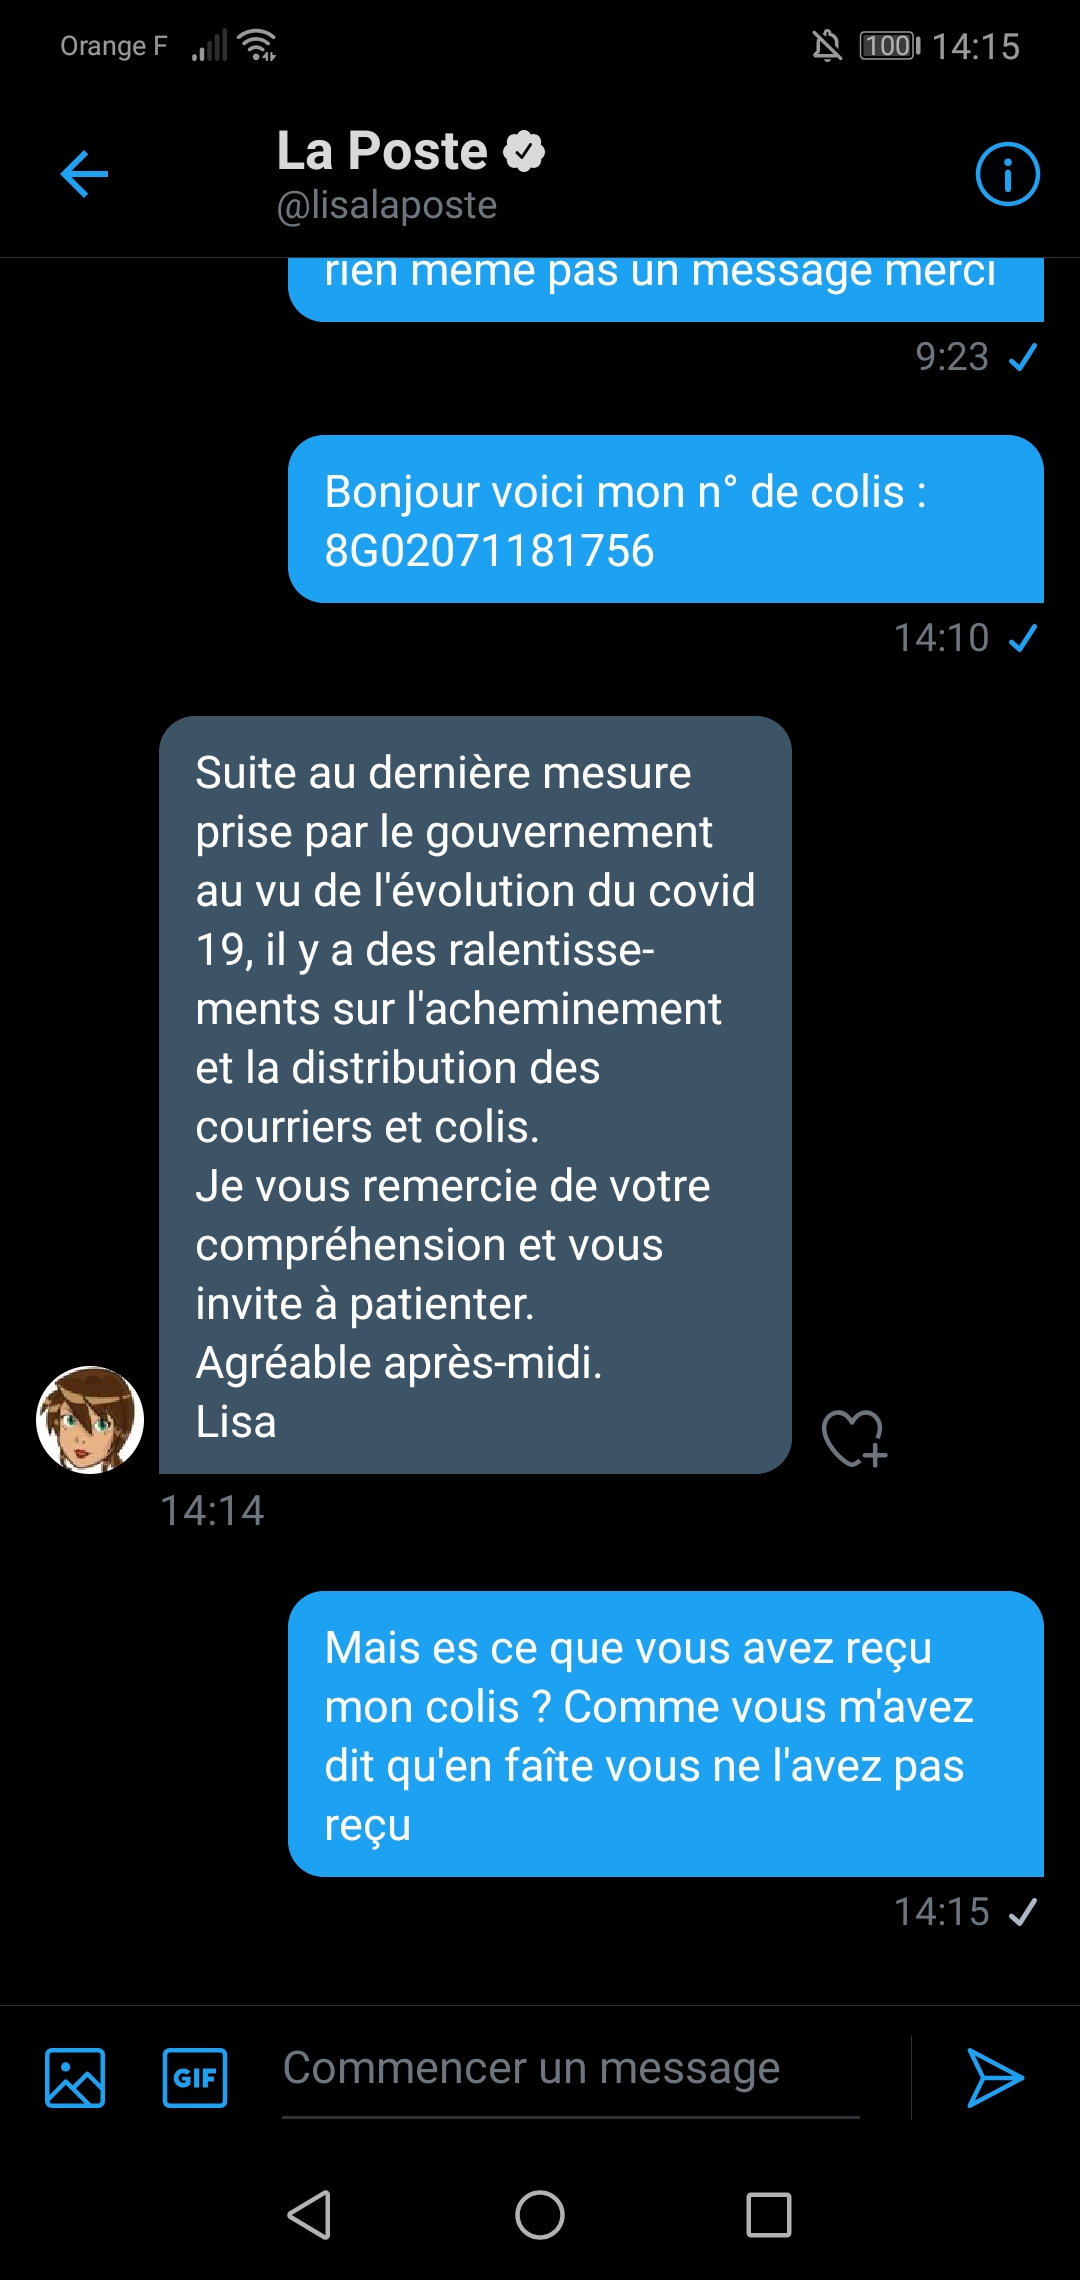 Orange F 100 14:15
La Poste
@lisalaposte
rien même pas un message merci
9:23
Bonjour voici mon n° de colis :
8G02071181756
14:10
Suite au dernière mesure
prise par le gouvernement
au vu de l'évolution du covid
19, il y a des ralentisse-
ments sur l'acheminement
et la distribution des
courriers et colis.
Je vous remercie de votre
compréhension et vous
invite à patienter.
Agréable après-midi.
Lisa
14:14
Mais es ce que vous avez reçu
mon colis ? Comme vous m'avez
dit qu'en faîte vous ne l'avez pas
reçu
14:15
GIF Commencer un message